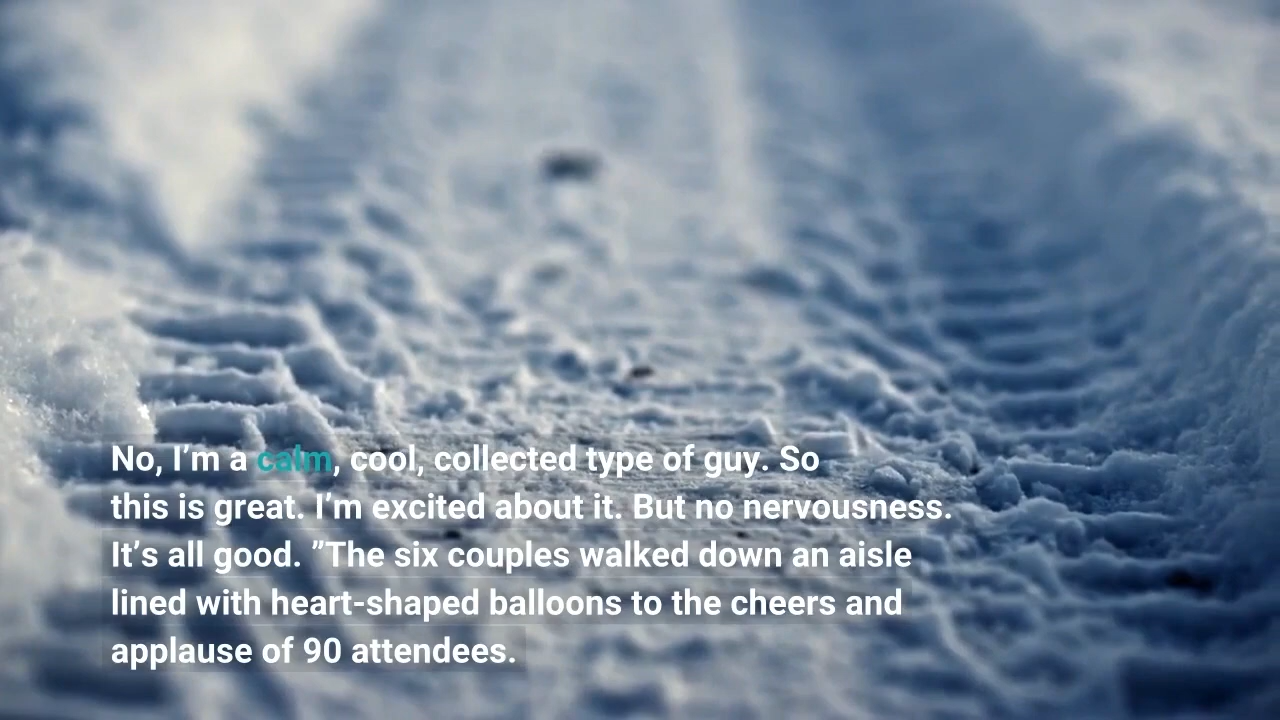 No, I’m a calm, cool, collected type of guy. So
this is great. I’m excited about it. But no nervousness.
It’s all good. ”The six couples walked down an aisle
lined with heart-shaped balloons to the cheers and
applause of 90 attendees.